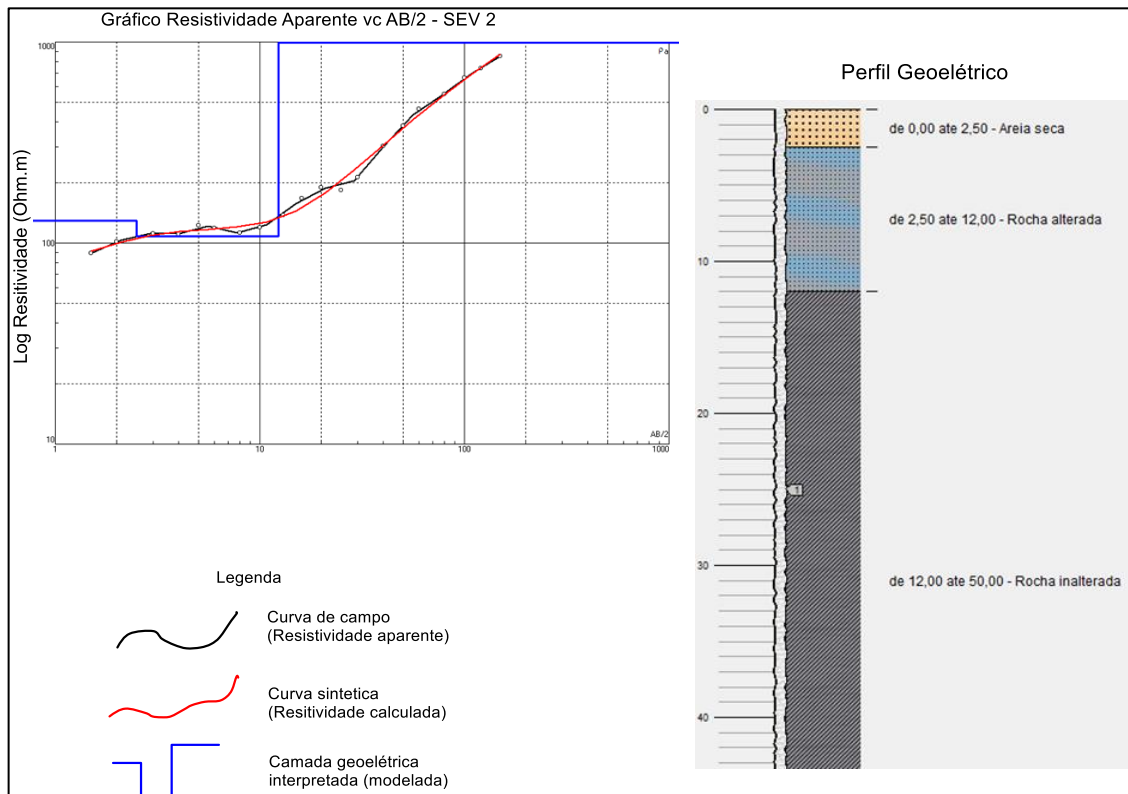 Gráfico Resistividade Aparente vc AB/2 - SEV 2
Log Resitividade (Ohm.m)
1000
100
10
Pa
AB/2
1
10
100
1000
Legenda
Curva de campo
(Resistividade aparente)
Curva sintetica
(Resitividade calculada)
Camada geoelétrica
interpretada (modelada)
Perfil Geoelétrico
0
10
20
30
40
1
de 0,00 ate 2,50 - Areia seca
de 2,50 ate 12,00 - Rocha alterada
de 12,00 ate 50,00 - Rocha inalterada